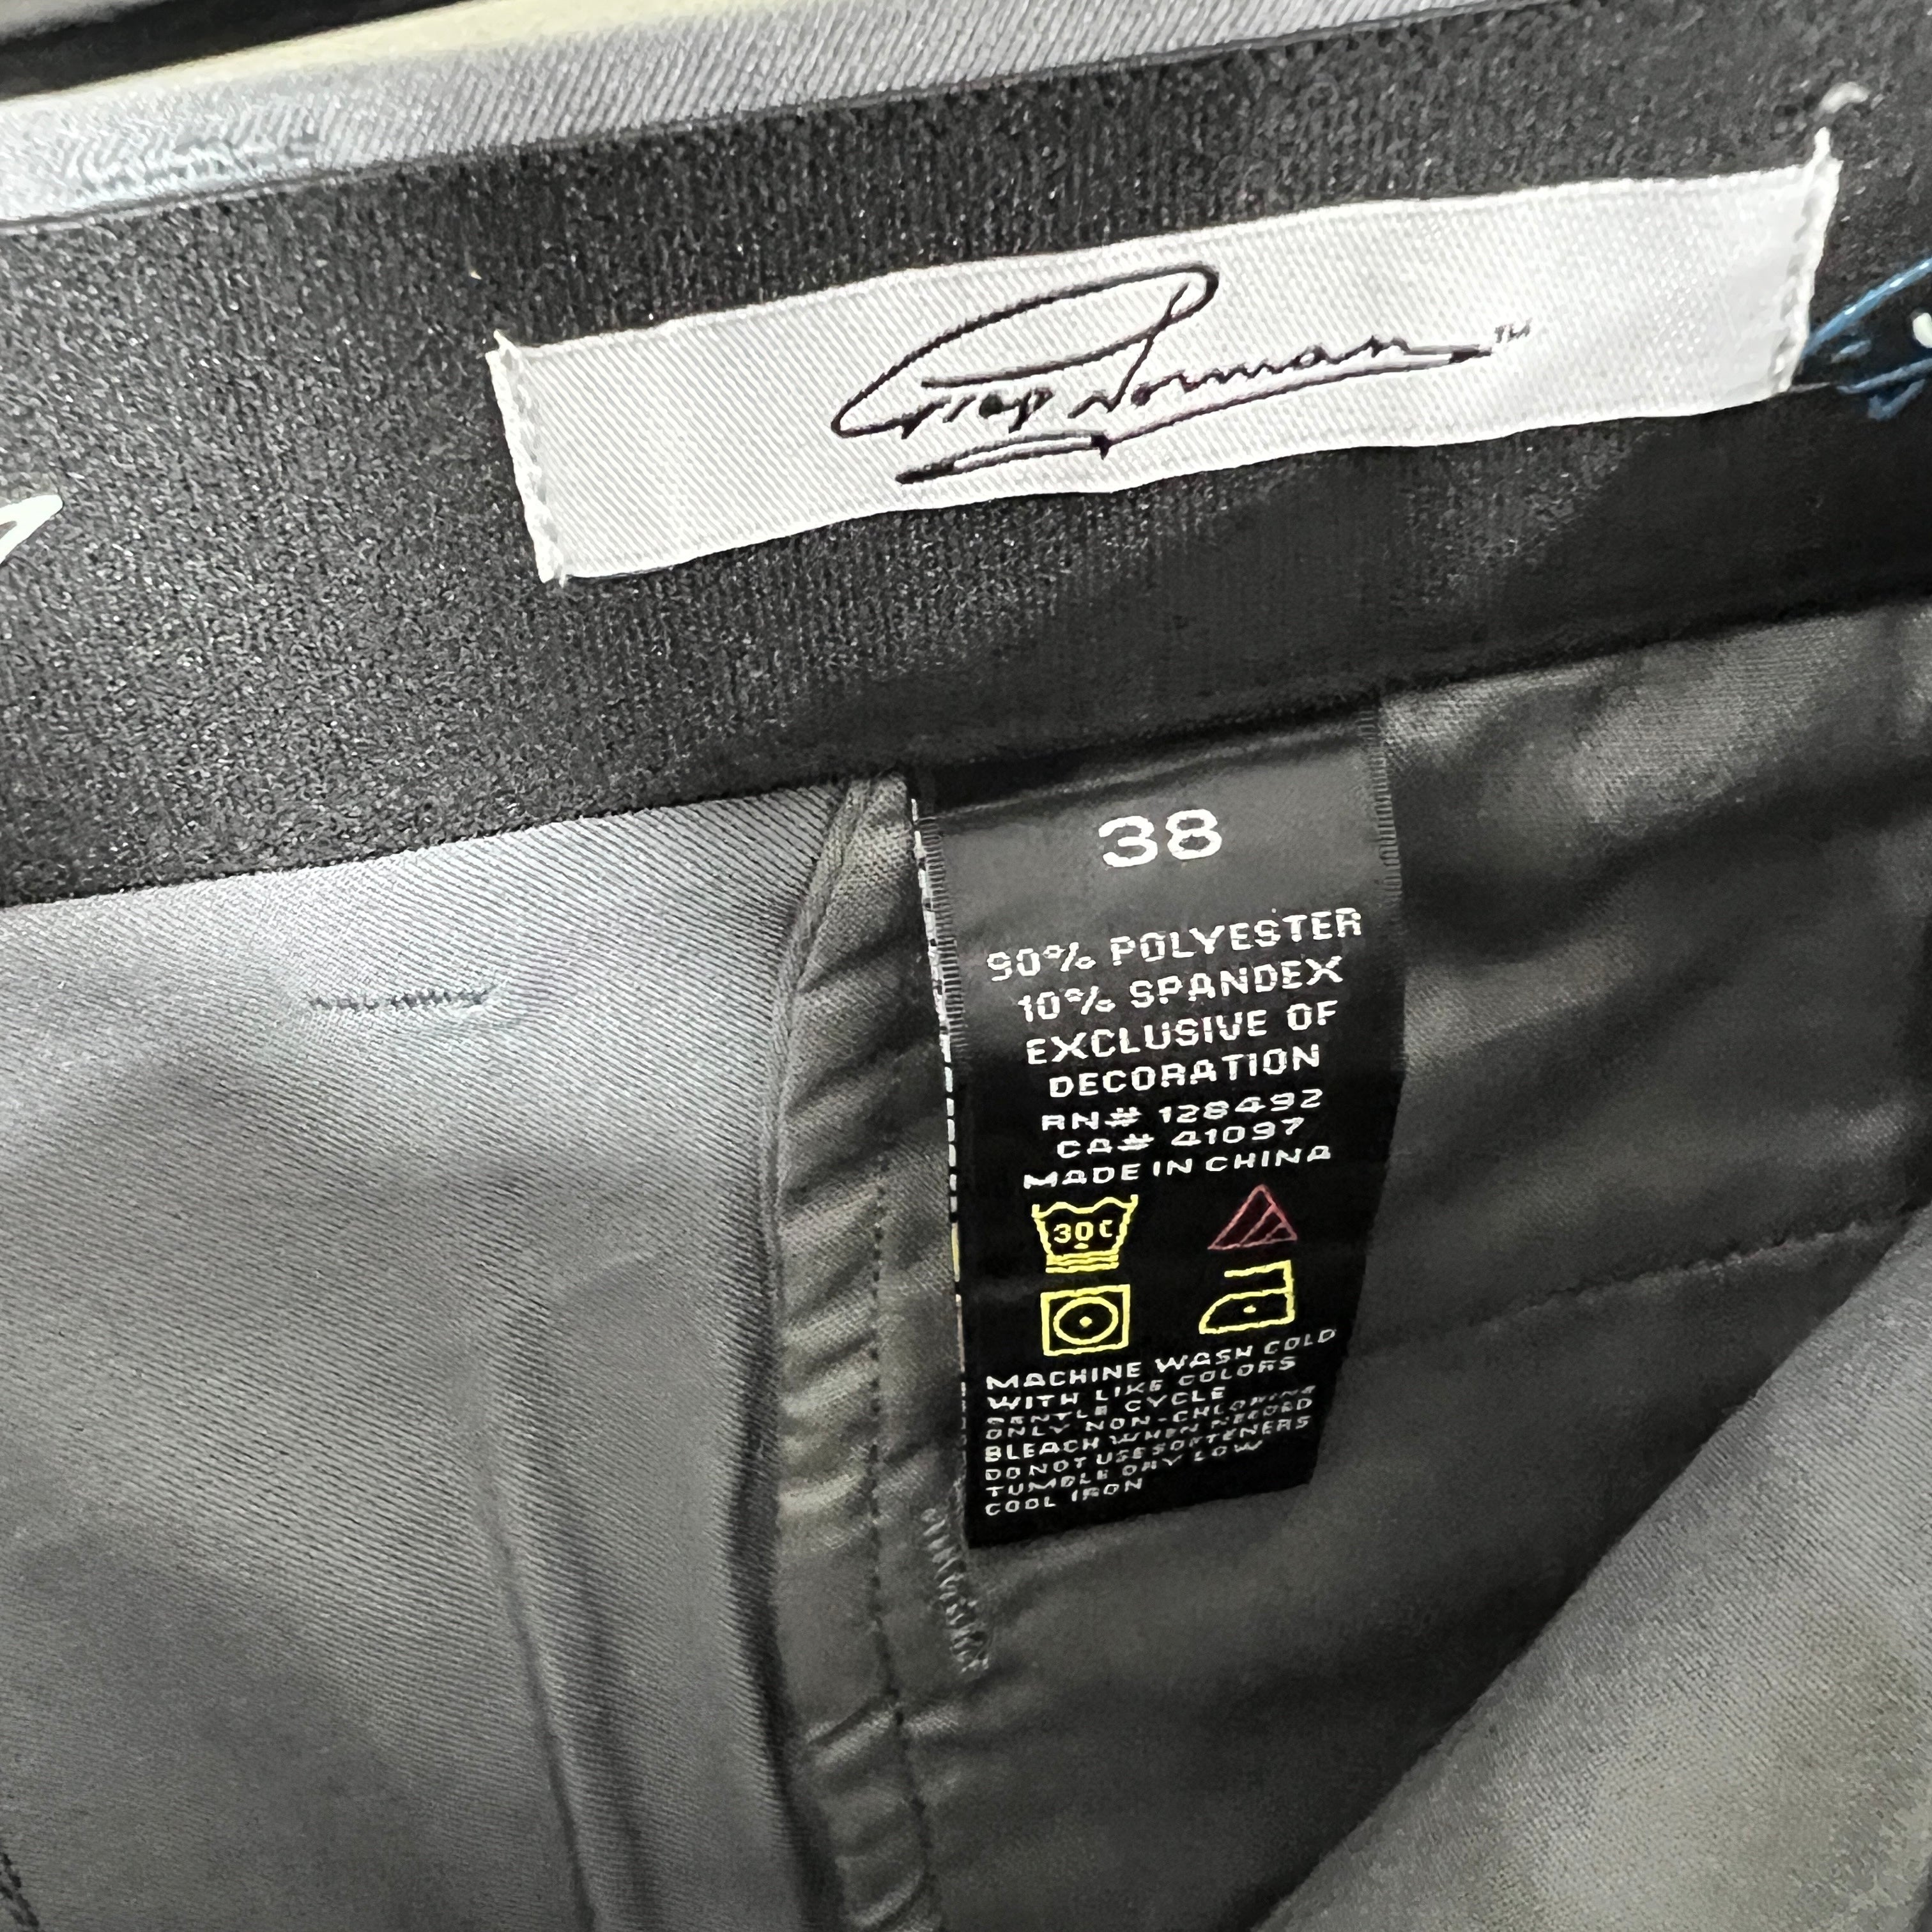 Greg Norman™
38
90% POLYESTER
10% SPANDEX
EXCLUSIVE OF
DECORATION
RN# 128492
CA# 41097
MADE IN CHINA
30C
MACHINE WASH COLD
WITH LIKE COLORS
GENTLE CYCLE
ONLY NON-CHLORINE
BLEACH WHEN NEEDED
DO NOT USE SOFTENERS
TUMBLE DRY LOW
COOL IRON